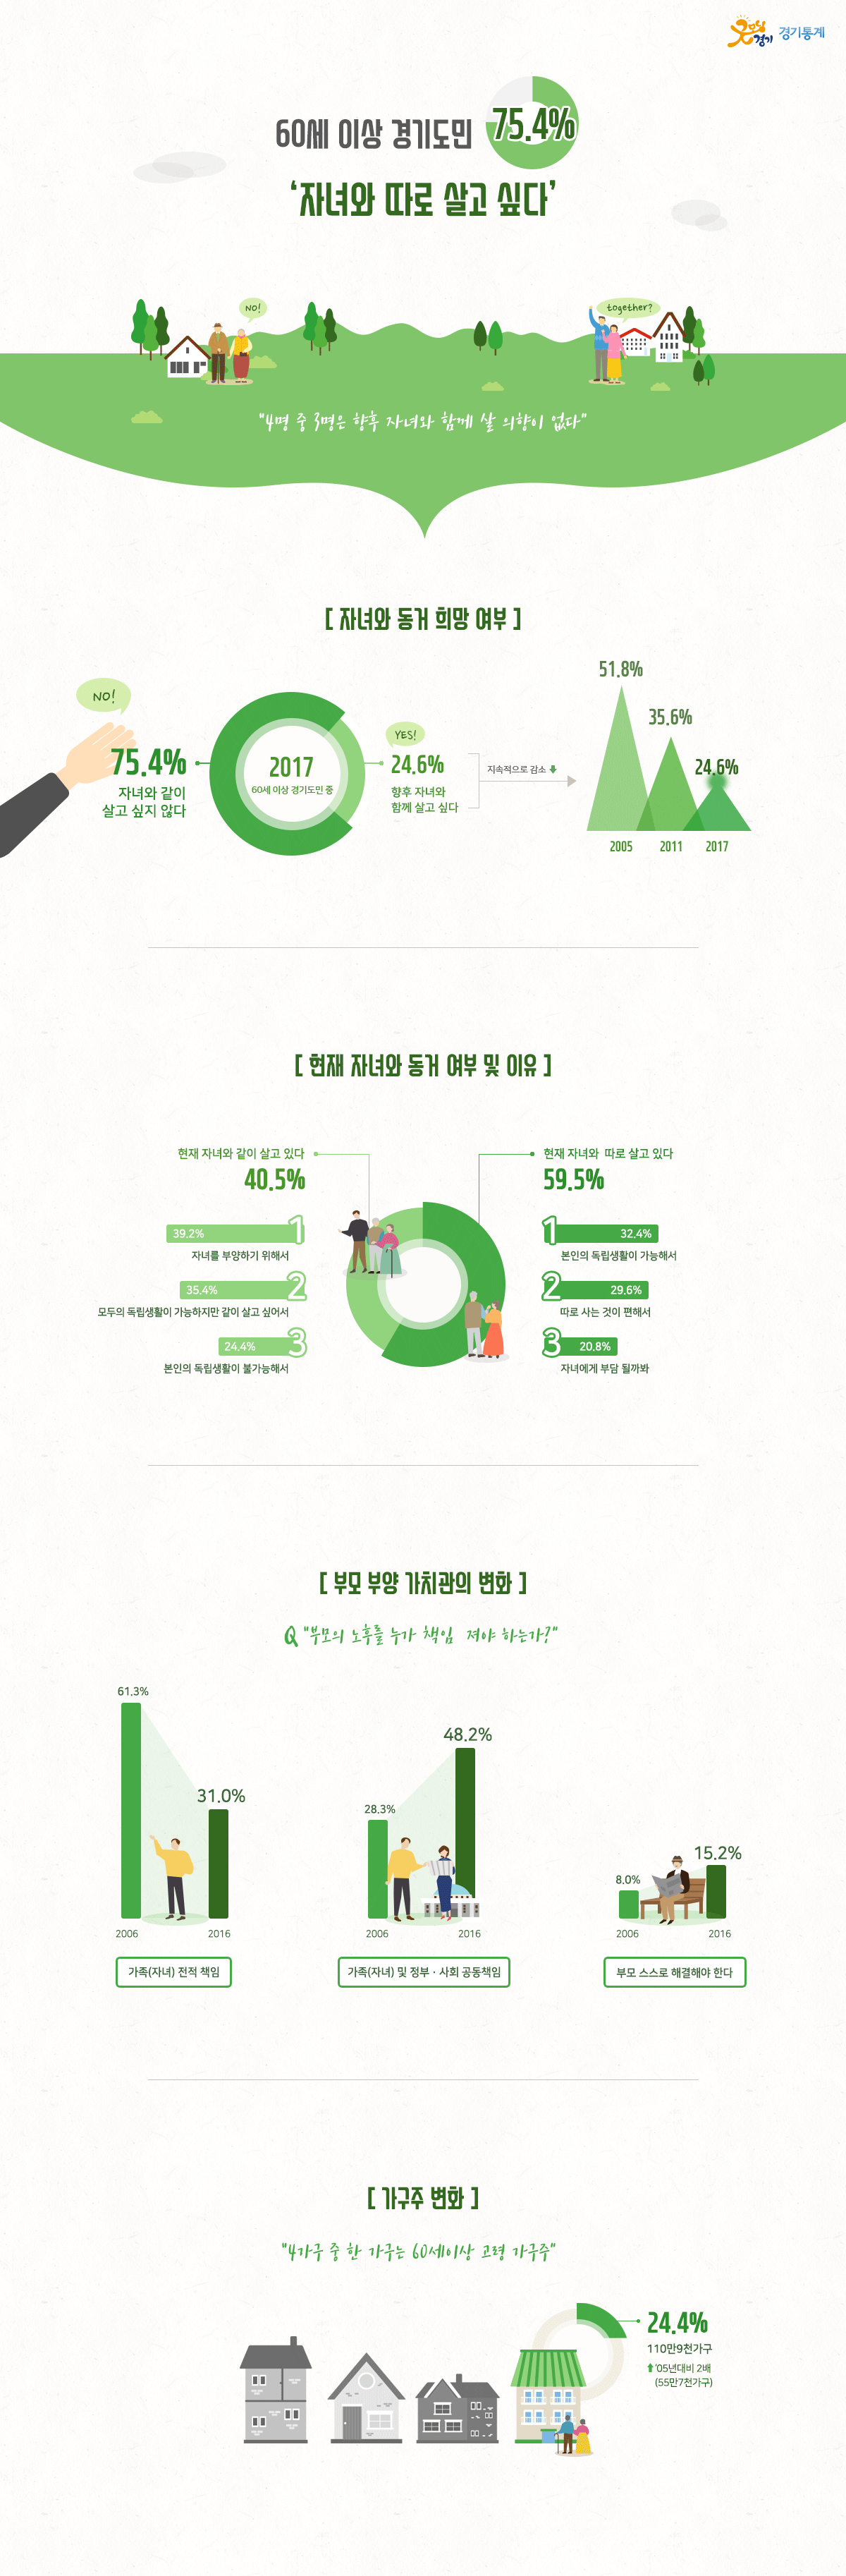 굿모닝 경기 경기통계
60세 이상 경기도민 75.4%
‘자녀와 따로 살고 싶다’
NO!
together?
"4명 중 3명은 향후 자녀와 함께 살 의향이 없다"
[ 자녀와 동거 희망 여부 ]
NO!
75.4%
자녀와 같이
살고 싶지 않다
2017
60세 이상 경기도민 중
YES!
24.6%
향후 자녀와
함께 살고 싶다
지속적으로 감소
51.8%
35.6%
24.6%
2005 2011 2017
[ 현재 자녀와 동거 여부 및 이유 ]
현재 자녀와 같이 살고 있다
40.5%
39.2% 1
자녀를 부양하기 위해서
35.4% 2
모두의 독립생활이 가능하지만 같이 살고 싶어서
24.4% 3
본인의 독립생활이 불가능해서
현재 자녀와 따로 살고 있다
59.5%
1 32.4%
본인의 독립생활이 가능해서
2 29.6%
따로 사는 것이 편해서
3 20.8%
자녀에게 부담 될까봐
[ 부모 부양 가치관의 변화 ]
Q "부모의 노후를 누가 책임 져야 하는가?"
61.3%
31.0%
2006 2016
가족(자녀) 전적 책임
28.3%
48.2%
2006 2016
가족(자녀) 및 정부 · 사회 공동책임
8.0%
15.2%
2006 2016
부모 스스로 해결해야 한다
[ 가구주 변화 ]
"4가구 중 한 가구는 60세이상 고령 가구주"
24.4%
110만9천가구
'05년대비 2배
(55만7천가구)